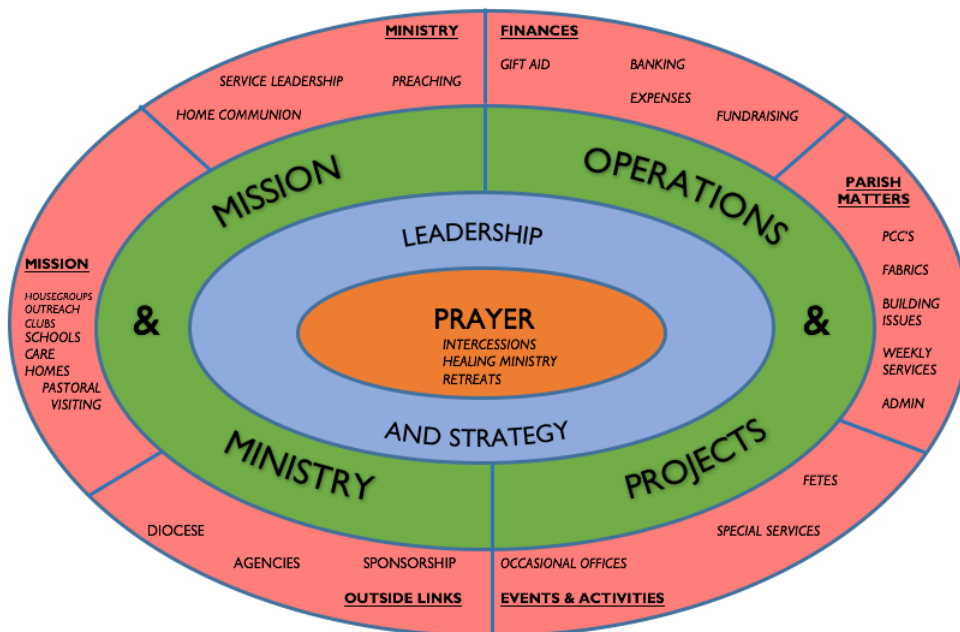 MINISTRY
SERVICE LEADERSHIP
PREACHING
HOME COMMUNION
FINANCES
GIFT AID
BANKING
EXPENSES
FUNDRAISING
PARISH
MATTERS
PCC'S
FABRICS
BUILDING
ISSUES
WEEKLY
SERVICES
ADMIN
MISSION
HOUSEGROUPS
OUTREACH
CLUBS
SCHOOLS
CARE
HOMES
PASTORAL
VISITING
MISSION
&
MINISTRY
OPERATIONS
&
PROJECTS
LEADERSHIP
AND STRATEGY
PRAYER
INTERCESSIONS
HEALING MINISTRY
RETREATS
DIOCESE
AGENCIES
SPONSORSHIP
OUTSIDE LINKS
FETES
SPECIAL SERVICES
OCCASIONAL OFFICES
EVENTS & ACTIVITIES